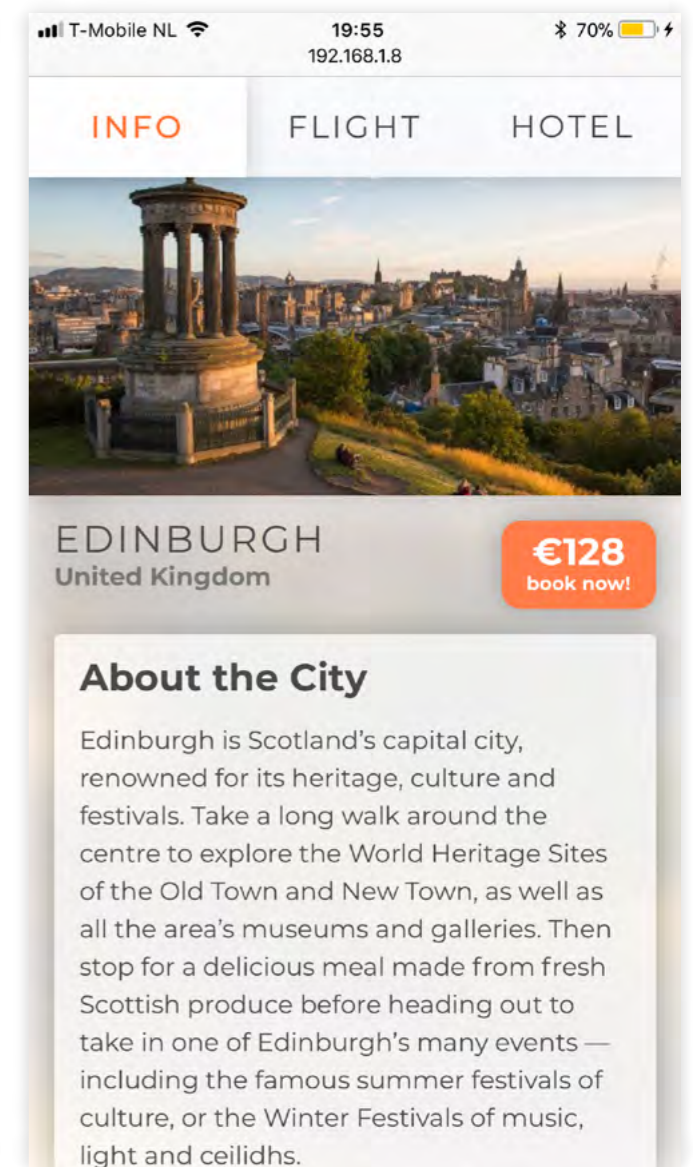 T-Mobile NL 19:55 70%
192.168.1.8
INFO FLIGHT HOTEL
EDINBURGH
United Kingdom
€128
book now!
About the City
Edinburgh is Scotland’s capital city,
renowned for its heritage, culture and
festivals. Take a long walk around the
centre to explore the World Heritage Sites
of the Old Town and New Town, as well as
all the area’s museums and galleries. Then
stop for a delicious meal made from fresh
Scottish produce before heading out to
take in one of Edinburgh’s many events —
including the famous summer festivals of
culture, or the Winter Festivals of music,
light and ceilidhs.